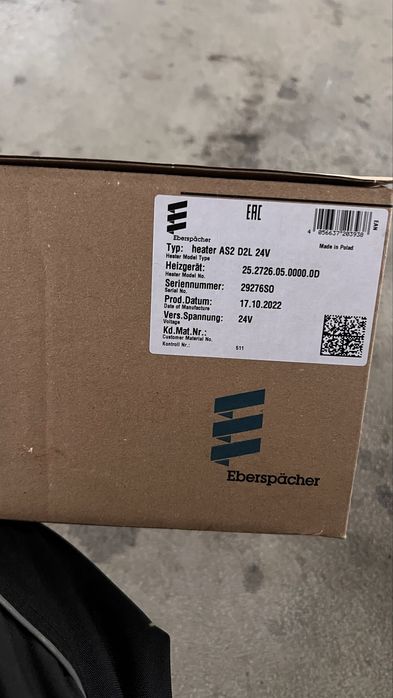 EAC
4 056637 203938
EAN
Eberspächer
Made in Polad
Typ: heater AS2 D2L 24V
Heater Model Type
Heizgerät: 25.2726.05.0000.0D
Heater Model No.
Seriennummer: 29276SO
Serial No.
Prod.Datum: 17.10.2022
Date of Manufacture
Vers.Spannung: 24V
Voltage
Kd.Mat.Nr.:
Customer Material No.
Kontroll Nr.: 511
Eberspächer